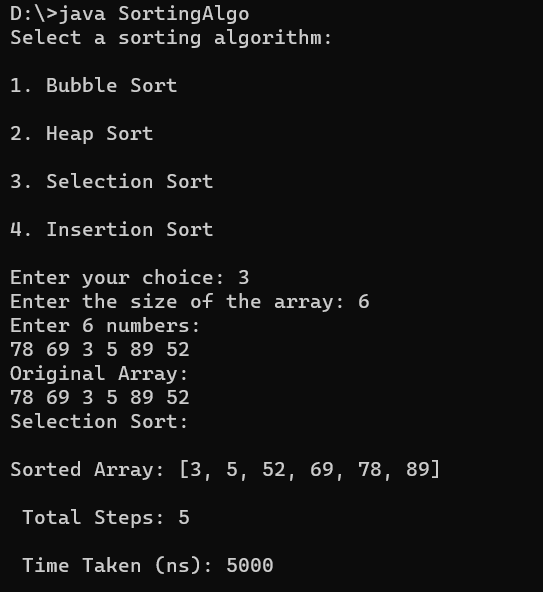 D:\>java SortingAlgo
Select a sorting algorithm:
1. Bubble Sort
2. Heap Sort
3. Selection Sort
4. Insertion Sort
Enter your choice: 3
Enter the size of the array: 6
Enter 6 numbers:
78 69 3 5 89 52
Original Array:
78 69 3 5 89 52
Selection Sort:
Sorted Array: [3, 5, 52, 69, 78, 89]
Total Steps: 5
Time Taken (ns): 5000